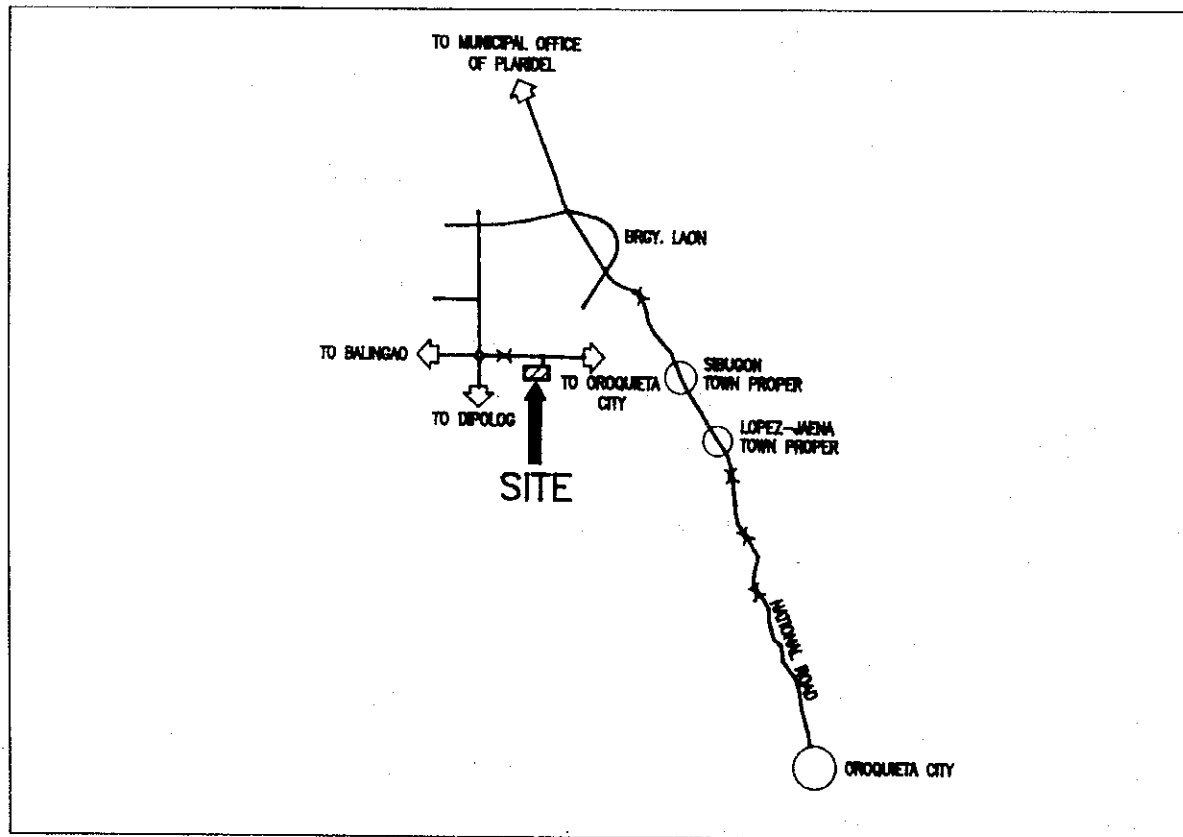 TO MUNICIPAL OFFICE
OF PLARIDEL
BRGY. LAON
TO BALINGAO
TO DIPOLOG
TO OROQUIETA
CITY
SIBUGON
TOWN PROPER
LOPEZ-JAENA
TOWN PROPER
SITE
NATIONAL ROAD
OROQUIETA CITY